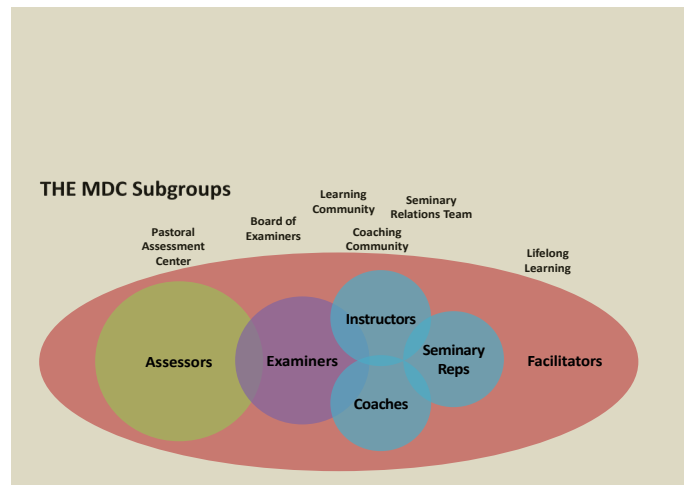 THE MDC Subgroups
Pastoral
Assessment
Center
Board of
Examiners
Learning
Community
Coaching
Community
Seminary
Relations Team
Lifelong
Learning
Assessors
Examiners
Instructors
Coaches
Seminary
Reps
Facilitators